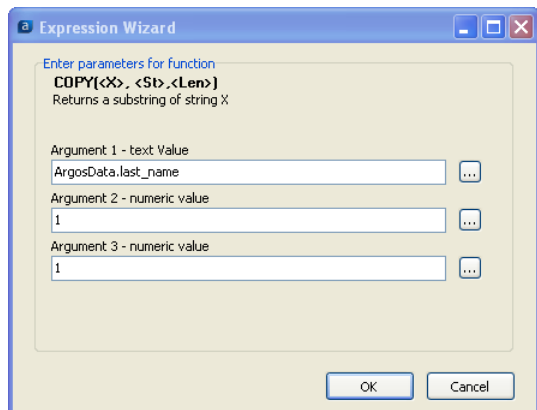 Expression Wizard
Enter parameters for function
COPY(<X>, <St>,<Len>)
Returns a substring of string X
Argument 1 - text Value
ArgosData.last_name
...
Argument 2 - numeric value
1
...
Argument 3 - numeric value
1
...
OK
Cancel